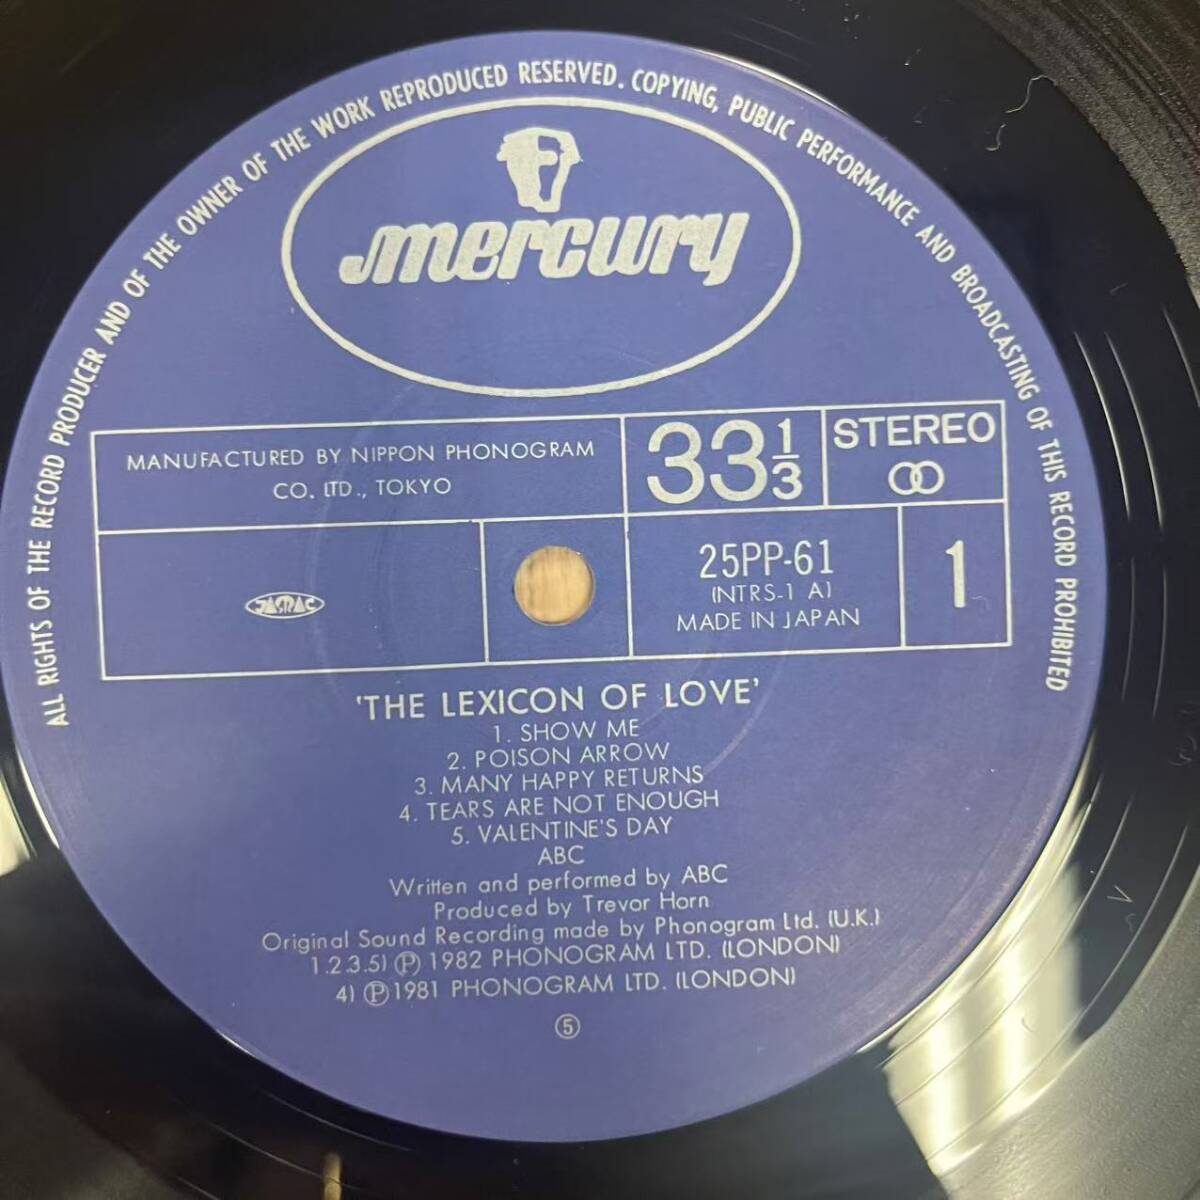 ALL RIGHTS OF THE RECORD PRODUCER AND OF THE OWNER OF THE WORK REPRODUCED RESERVED. COPYING, PUBLIC PERFORMANCE AND BROADCASTING OF THIS RECORD PROHIBITED
mercury
MANUFACTURED BY NIPPON PHONOGRAM
CO. LTD., TOKYO
33 1/3
STEREO
JASRAC
25PP-61
(NTRS-1 A)
MADE IN JAPAN
1
'THE LEXICON OF LOVE'
1. SHOW ME
2. POISON ARROW
3. MANY HAPPY RETURNS
4. TEARS ARE NOT ENOUGH
5. VALENTINE'S DAY
ABC
Written and performed by ABC
Produced by Trevor Horn
Original Sound Recording made by Phonogram Ltd. (U.K.)
1.2.3.5) Ⓟ 1982 PHONOGRAM LTD. (LONDON)
4) Ⓟ 1981 PHONOGRAM LTD. (LONDON)
⑤